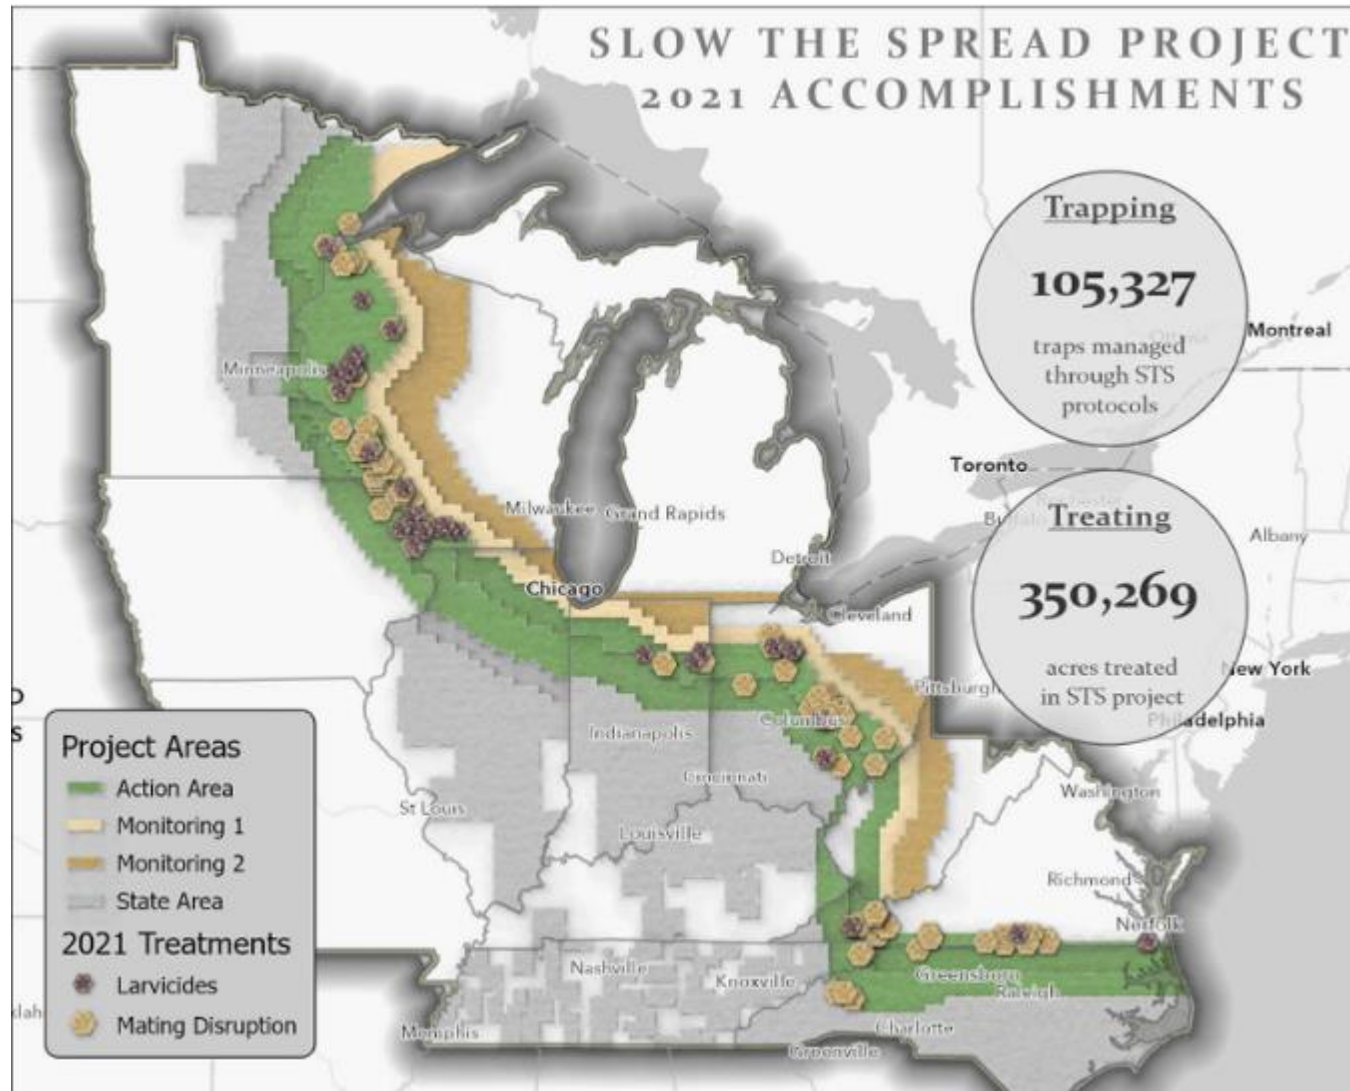 SLOW THE SPREAD PROJECT
2021 ACCOMPLISHMENTS
Trapping
105,327
traps managed
through STS
protocols
Montreal
Toronto
Treating
350,269
acres treated
in STS project
Albany
New York
Philadelphia
Minneapolis
Milwaukee
Grand Rapids
Detroit
Chicago
Cleveland
Pittsburgh
Columbus
Indianapolis
Cincinnati
Washington
St Louis
Louisville
Richmond
Norfolk
Nashville
Knoxville
Greensboro
Raleigh
Memphis
Charlotte
Greenville
Project Areas
Action Area
Monitoring 1
Monitoring 2
State Area
2021 Treatments
Larvicides
Mating Disruption